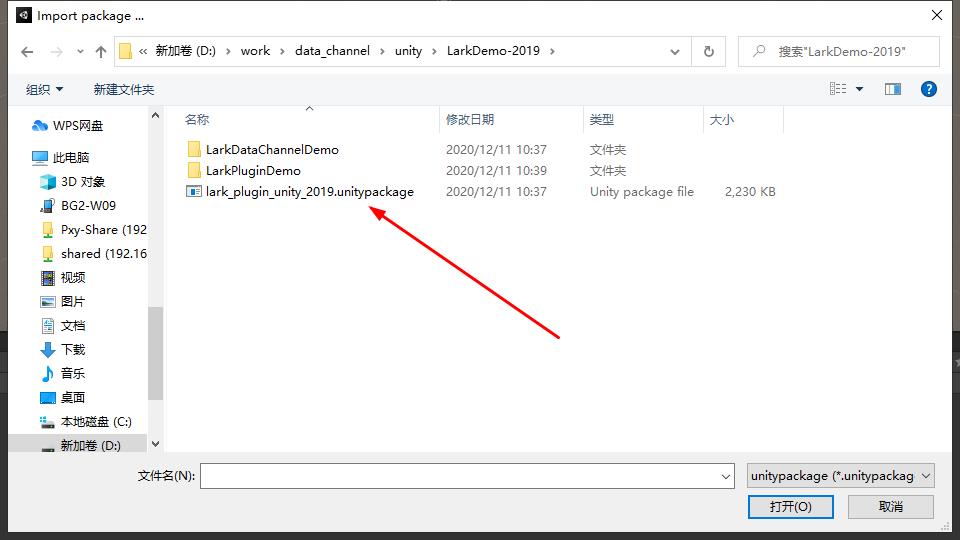 Import package ...
« 新加卷 (D:) › work › data_channel › unity › LarkDemo-2019 ›
搜索"LarkDemo-2019"
组织 新建文件夹
名称 修改日期 类型 大小
WPS网盘
此电脑
3D 对象
BG2-W09
Pxy-Share (192
shared (192.16
视频
图片
文档
下载
音乐
桌面
本地磁盘 (C:)
新加卷 (D:)
LarkDataChannelDemo 2020/12/11 10:37 文件夹
LarkPluginDemo 2020/12/11 10:39 文件夹
lark_plugin_unity_2019.unitypackage 2020/12/11 10:37 Unity package file 2,230 KB
文件名(N): unitypackage (*.unitypackag
打开(O) 取消